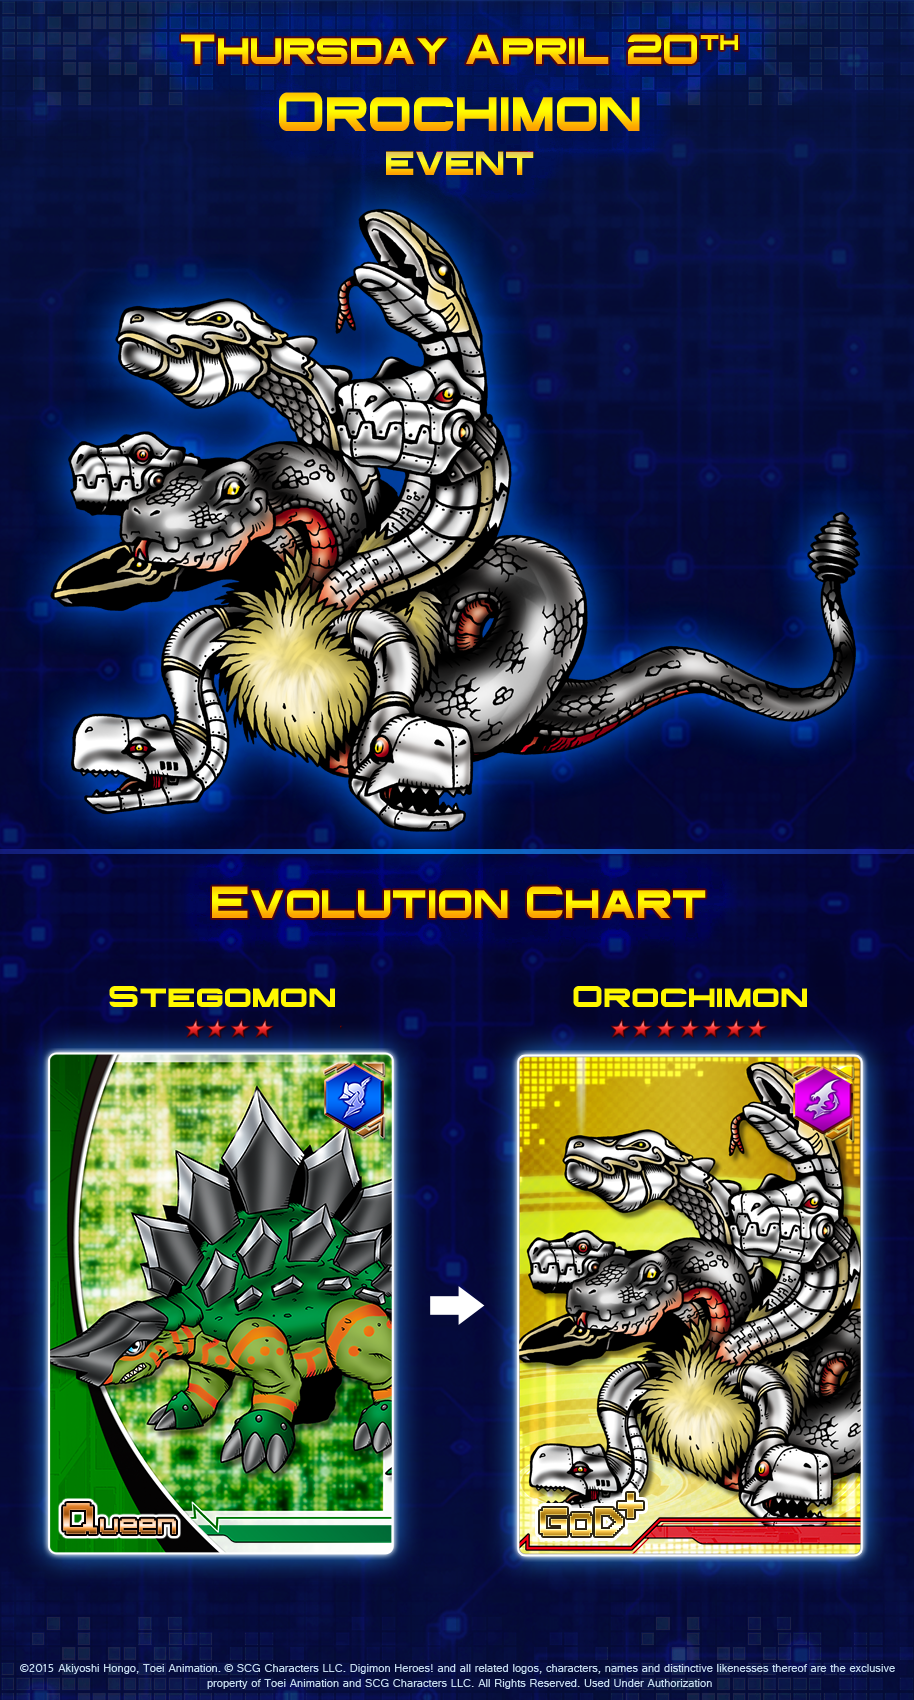 Thursday April 20th
Orochimon
Event
Evolution Chart
Stegomon
Orochimon
Queen
God+
©2015 Akiyoshi Hongo, Toei Animation. © SCG Characters LLC. Digimon Heroes! and all related logos, characters, names and distinctive likenesses thereof are the exclusive
property of Toei Animation and SCG Characters LLC. All Rights Reserved. Used Under Authorization